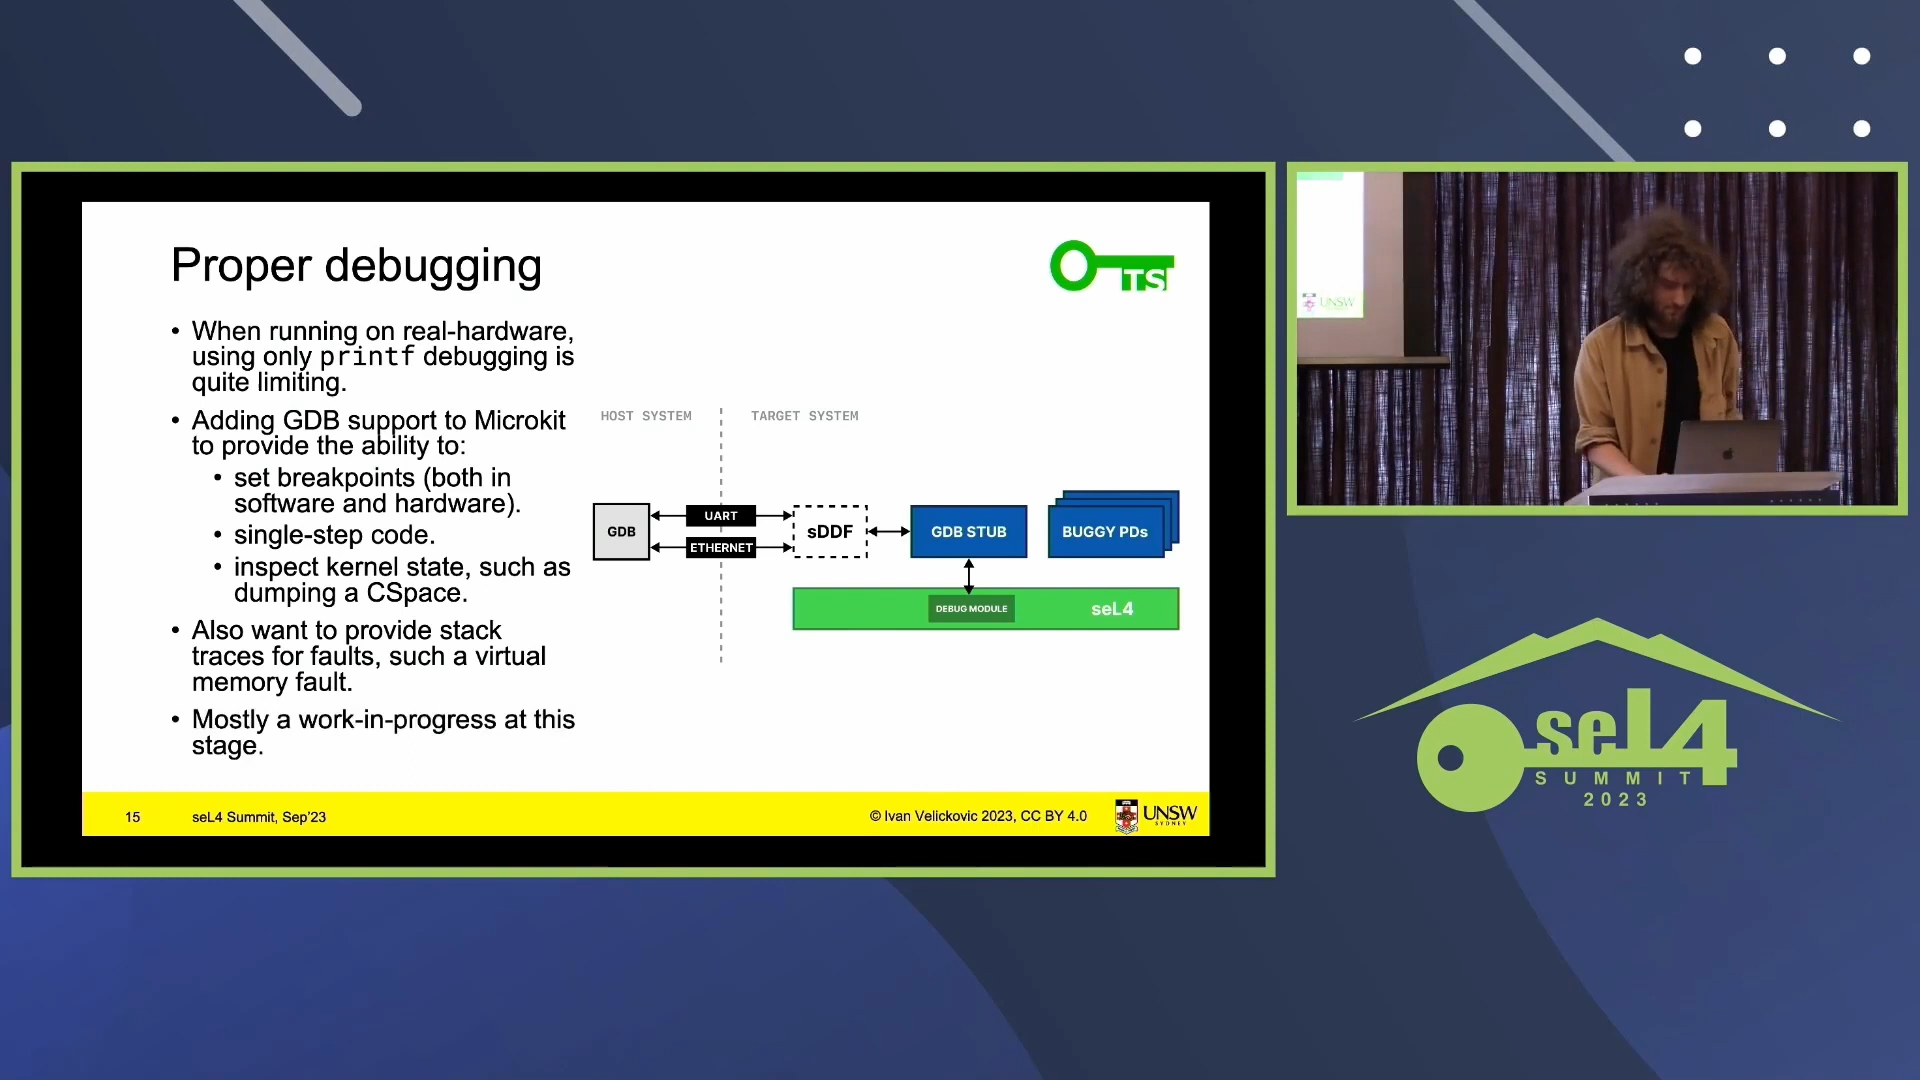 Proper debugging
TS
• When running on real-hardware,
using only printf debugging is
quite limiting.
• Adding GDB support to Microkit
to provide the ability to:
• set breakpoints (both in
software and hardware).
• single-step code.
• inspect kernel state, such as
dumping a CSpace.
• Also want to provide stack
traces for faults, such a virtual
memory fault.
• Mostly a work-in-progress at this
stage.
HOST SYSTEM
TARGET SYSTEM
GDB
UART
ETHERNET
sDDF
GDB STUB
BUGGY PDs
DEBUG MODULE
seL4
15
seL4 Summit, Sep'23
© Ivan Velickovic 2023, CC BY 4.0
UNSW
SYDNEY
UNSW
seL4
SUMMIT
2023